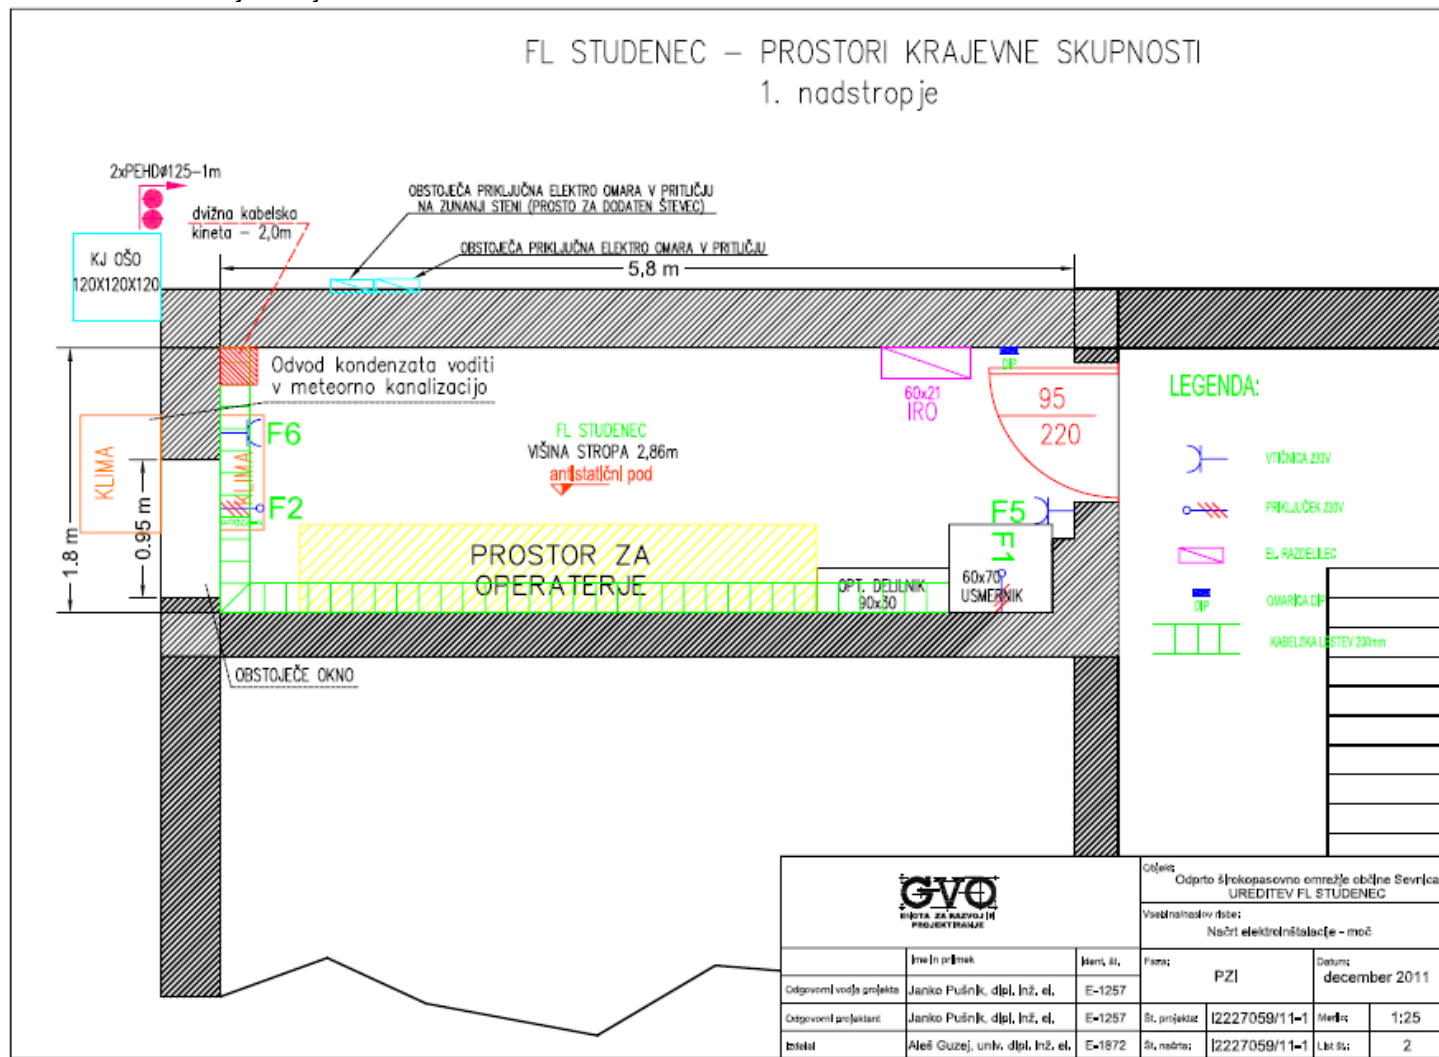 FL STUDENEC – PROSTORI KRAJEVNE SKUPNOSTI
1. nadstropje
2xPEHDø125–1m
dvižna kabelska
kineta – 2,0m
OBSTOJEČA PRIKLJUČNA ELEKTRO OMARA V PRITLIČJU
NA ZUNANJI STENI (PROSTO ZA DODATEN ŠTEVEC)
OBSTOJEČA PRIKLJUČNA ELEKTRO OMARA V PRITLIČJU
KJ OŠO
120X120X120
5,8 m
Odvod kondenzata voditi
v meteorno kanalizacijo
60x21
IRO
DIP
95
220
KLIMA
KLIMA
F6
F2
FL STUDENEC
VIŠINA STROPA 2,86m
antistatični pod
1.8 m
0.95 m
F5
F1
PROSTOR ZA
OPERATERJE
OPT. DELILNIK
90x30
60x70
USMERNIK
OBSTOJEČE OKNO
LEGENDA:
VTIČNICA 230V
PRIKLJUČEK 230V
EL. RAZDELILEC
DIP
OMARICA DIP
KABELSKA LESTEV 200mm
GVO
ENOTA ZA RAZVOJ IN
PROJEKTIRANJE
Objekt:
Odprto širokopasovno omrežje občine Sevnica
UREDITEV FL STUDENEC
Vsebina/naslov risbe:
Načrt elektroinštalacije - moč
Ime in priimek
Ident. št.
Faza:
PZI
Datum:
december 2011
Odgovorni vodja projekta
Janko Pušnik, dipl. inž. el.
E-1257
Odgovorni projektant
Janko Pušnik, dipl. inž. el.
E-1257
Št. projekta:
I2227059/11-1
Merilo:
1:25
Izdelal
Aleš Guzej, univ. dipl. inž. el.
E-1872
Št. načrta:
I2227059/11-1
List št.:
2